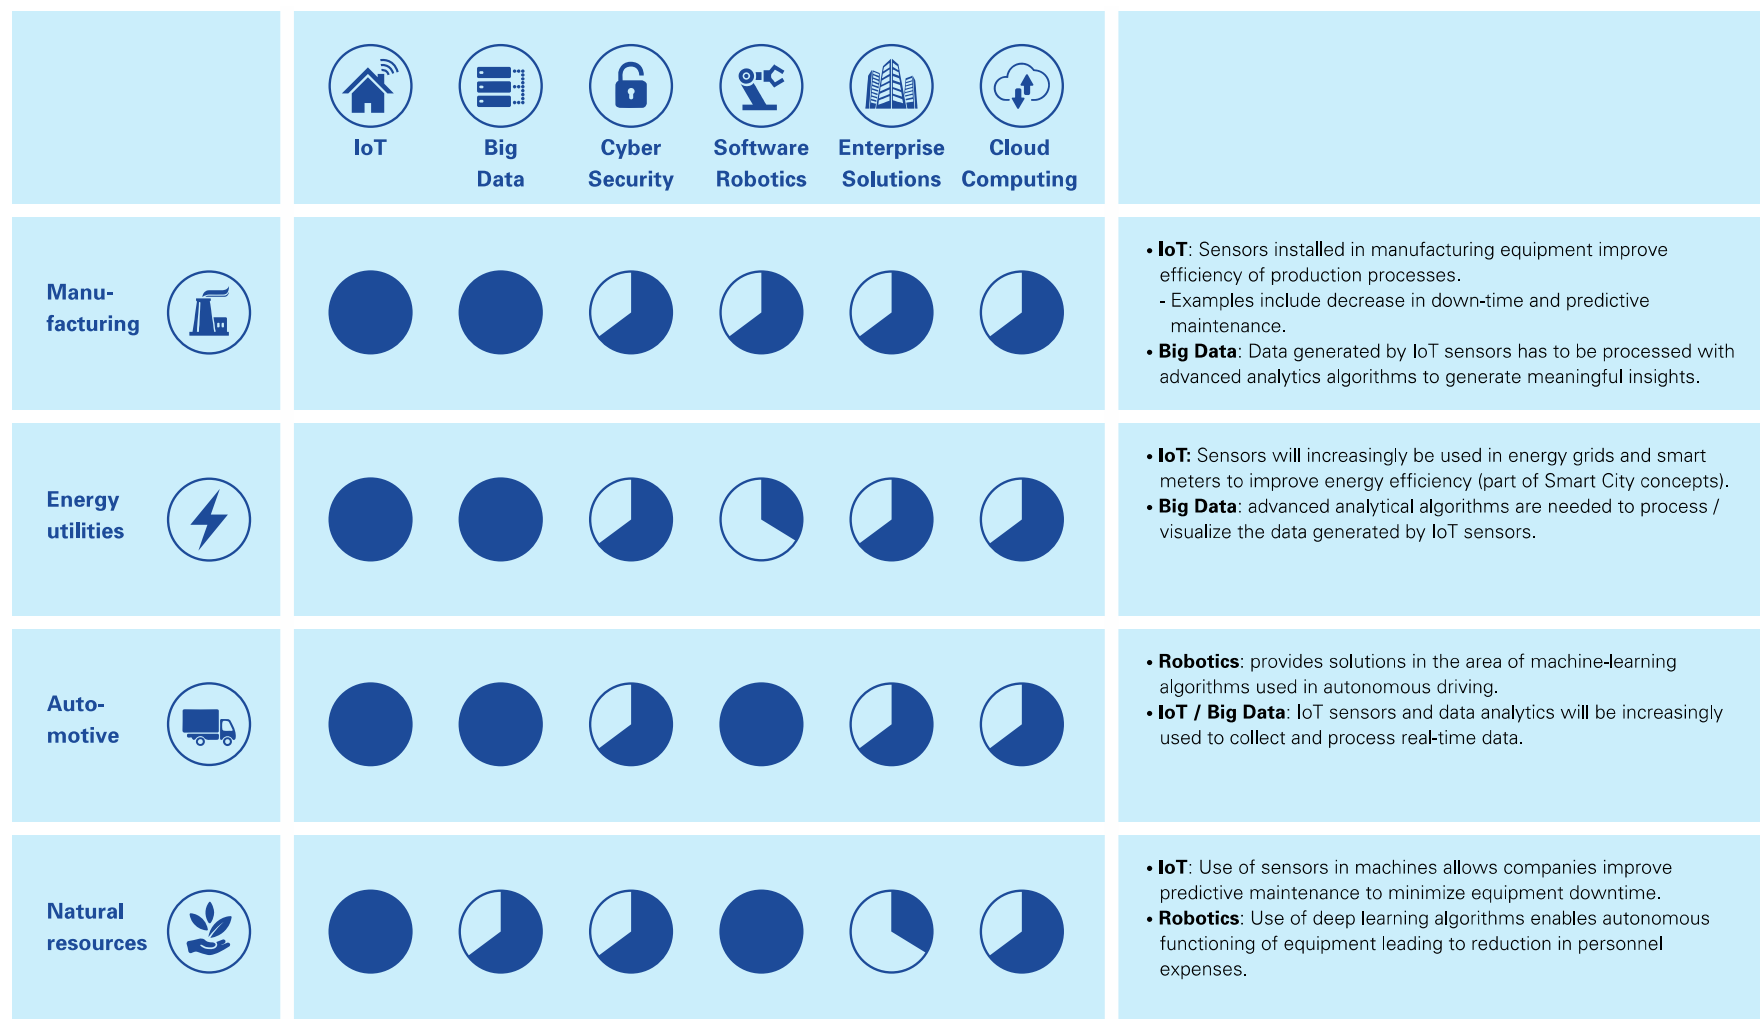 IoT
Big
Data
Cyber
Security
Software
Robotics
Enterprise
Solutions
Cloud
Computing
Manu-
facturing
• IoT: Sensors installed in manufacturing equipment improve
efficiency of production processes.
- Examples include decrease in down-time and predictive
maintenance.
• Big Data: Data generated by IoT sensors has to be processed with
advanced analytics algorithms to generate meaningful insights.
Energy
utilities
• IoT: Sensors will increasingly be used in energy grids and smart
meters to improve energy efficiency (part of Smart City concepts).
• Big Data: advanced analytical algorithms are needed to process /
visualize the data generated by IoT sensors.
Auto-
motive
• Robotics: provides solutions in the area of machine-learning
algorithms used in autonomous driving.
• IoT / Big Data: IoT sensors and data analytics will be increasingly
used to collect and process real-time data.
Natural
resources
• IoT: Use of sensors in machines allows companies improve
predictive maintenance to minimize equipment downtime.
• Robotics: Use of deep learning algorithms enables autonomous
functioning of equipment leading to reduction in personnel
expenses.